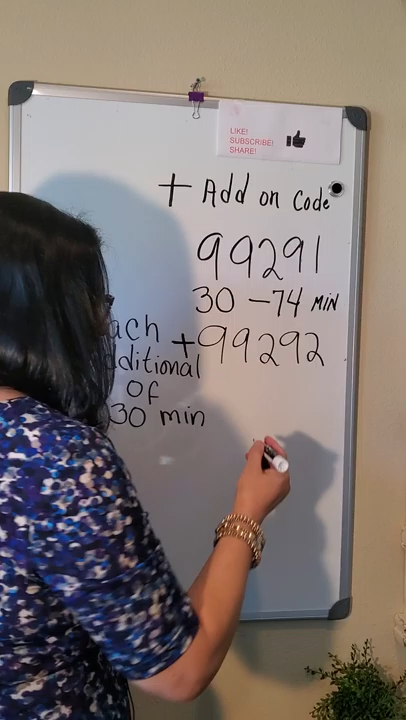 LIKE!
SUBSCRIBE!
SHARE!
+ Add on Code
99291
30 - 74 MIN
ach +99292
dditional
of
30 min